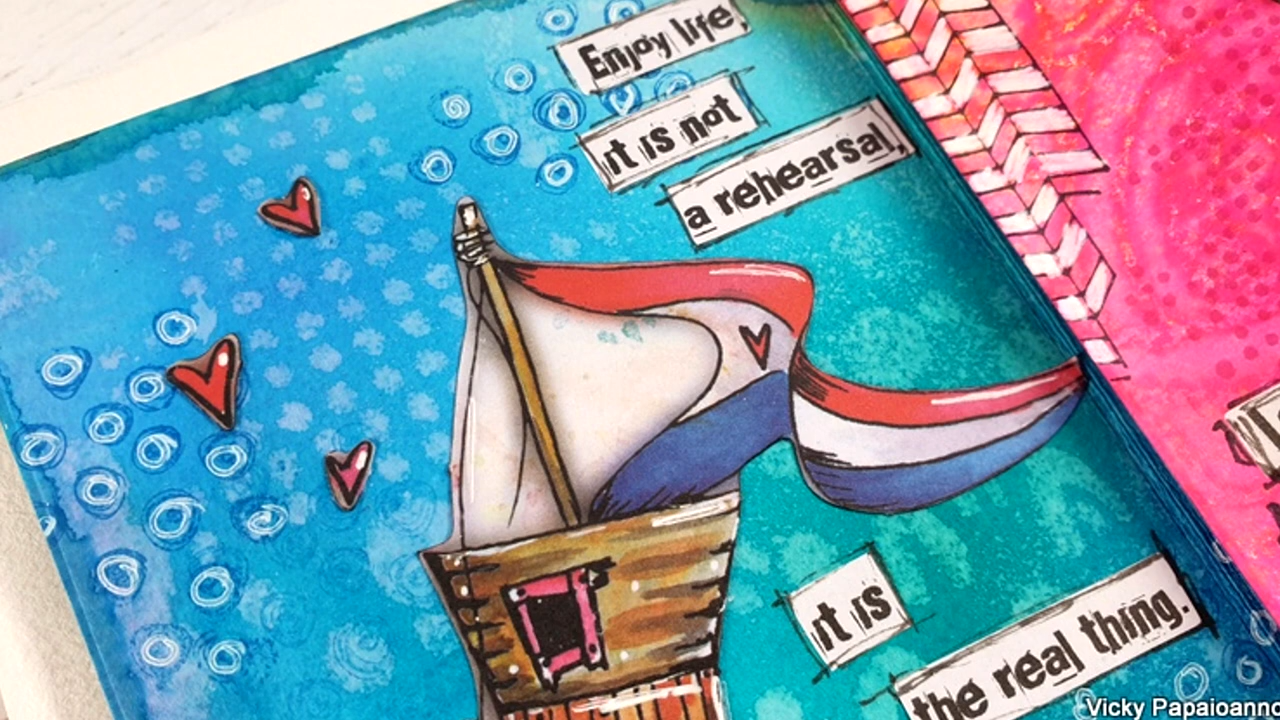 Enjoy life,
it is not
a rehearsal,
it is
the real thing.
Vicky Papaioanno